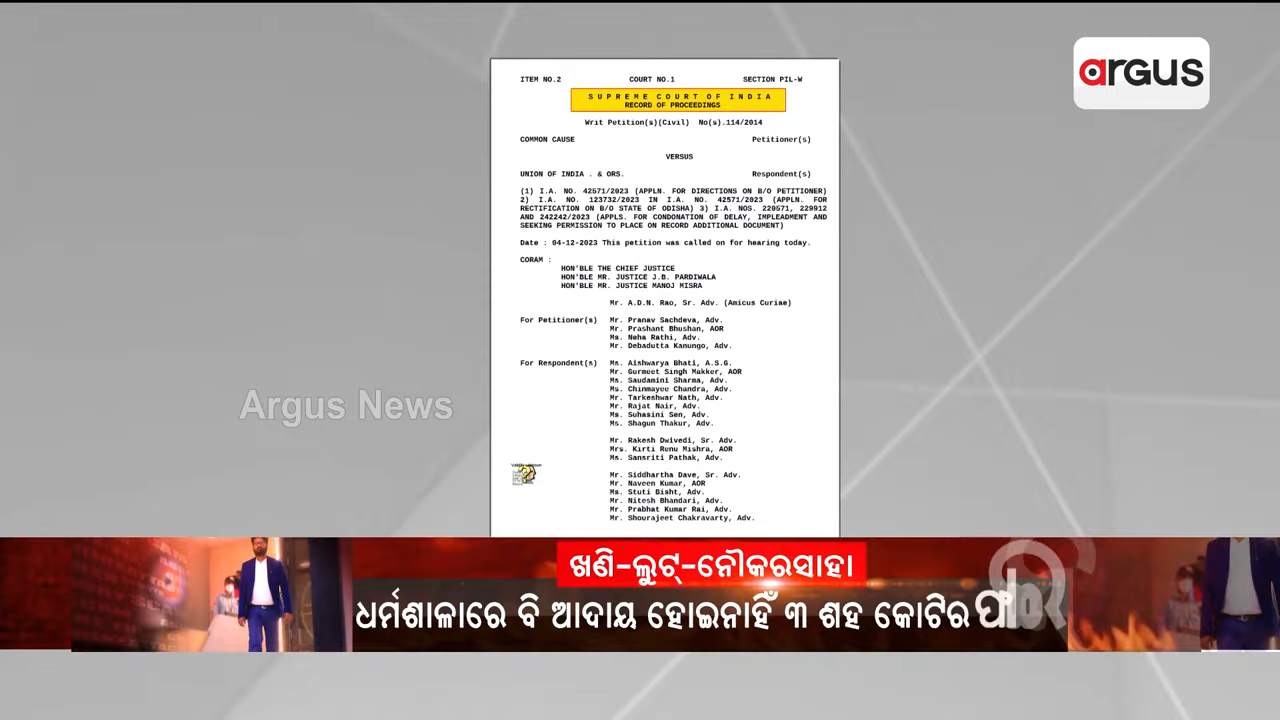 argus
ITEM NO.2 COURT NO.1 SECTION PIL-W
S U P R E M E C O U R T O F I N D I A
RECORD OF PROCEEDINGS
Writ Petition(s)(Civil) No(s).114/2014
COMMON CAUSE Petitioner(s)
VERSUS
UNION OF INDIA . & ORS. Respondent(s)
(1) I.A. NO. 42571/2023 (APPLN. FOR DIRECTIONS ON B/O PETITIONER)
2) I.A. NO. 123732/2023 IN I.A. NO. 42571/2023 (APPLN. FOR
RECTIFICATION ON B/O STATE OF ODISHA) 3) I.A. NOS. 220571, 229912
AND 242242/2023 (APPLS. FOR CONDONATION OF DELAY, IMPLEADMENT AND
SEEKING PERMISSION TO PLACE ON RECORD ADDITIONAL DOCUMENT)
Date : 04-12-2023 This petition was called on for hearing today.
CORAM :
HON'BLE THE CHIEF JUSTICE
HON'BLE MR. JUSTICE J.B. PARDIWALA
HON'BLE MR. JUSTICE MANOJ MISRA
Mr. A.D.N. Rao, Sr. Adv. (Amicus Curiae)
For Petitioner(s) Mr. Pranav Sachdeva, Adv.
Mr. Prashant Bhushan, AOR
Ms. Neha Rathi, Adv.
Mr. Debadutta Kanungo, Adv.
For Respondent(s) Ms. Aishwarya Bhati, A.S.G.
Mr. Gurmeet Singh Makker, AOR
Ms. Saudamini Sharma, Adv.
Ms. Chinmayee Chandra, Adv.
Mr. Tarkeshwar Nath, Adv.
Mr. Rajat Nair, Adv.
Ms. Suhasini Sen, Adv.
Ms. Shagun Thakur, Adv.
Mr. Rakesh Dwivedi, Sr. Adv.
Mrs. Kirti Renu Mishra, AOR
Ms. Sansriti Pathak, Adv.
Mr. Siddhartha Dave, Sr. Adv.
Mr. Naveen Kumar, AOR
Ms. Stuti Bisht, Adv.
Mr. Nitesh Bhandari, Adv.
Mr. Prabhat Kumar Rai, Adv.
Mr. Shourajeet Chakravarty, Adv.
Argus News
ଖଣି-ଲୁଟ୍-ନୌକରସାହା
ଧର୍ମଶାଳାରେ ବି ଆଦାୟ ହୋଇନାହିଁ ୩ ଶହ କୋଟିର